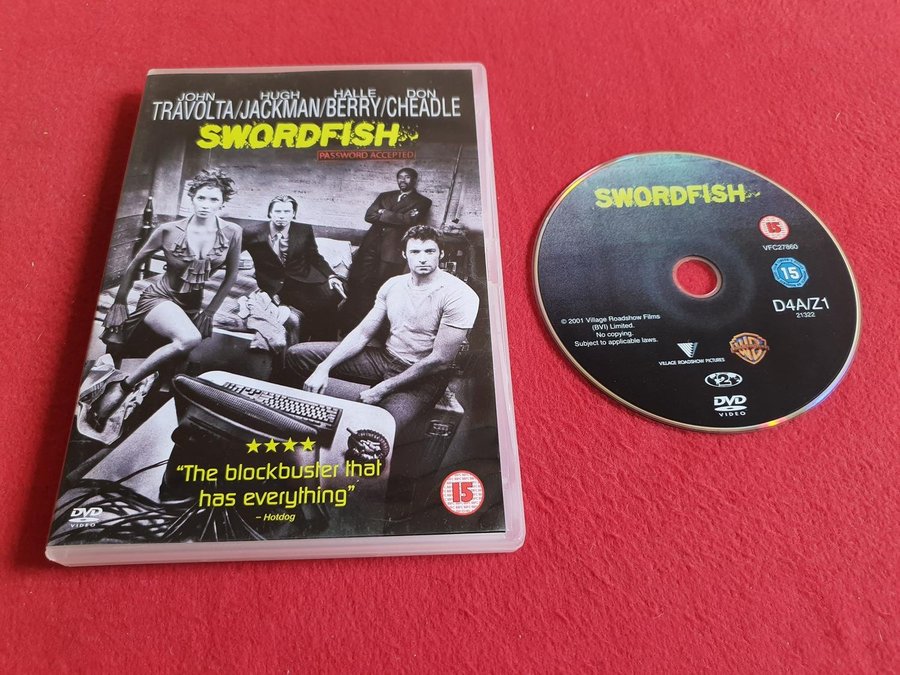 JOHN HUGH HALLE DON
TRAVOLTA/JACKMAN/BERRY/CHEADLE
SWORDFISH
PASSWORD ACCEPTED
"The blockbuster that
has everything"
– Hotdog
15
DVD
VIDEO
SWORDFISH
15
VFC27860
15
D4A/Z1
21322
© 2001 Village Roadshow Films
(BVI) Limited.
No copying.
Subject to applicable laws.
VILLAGE ROADSHOW PICTURES
WB
2
DVD
VIDEO